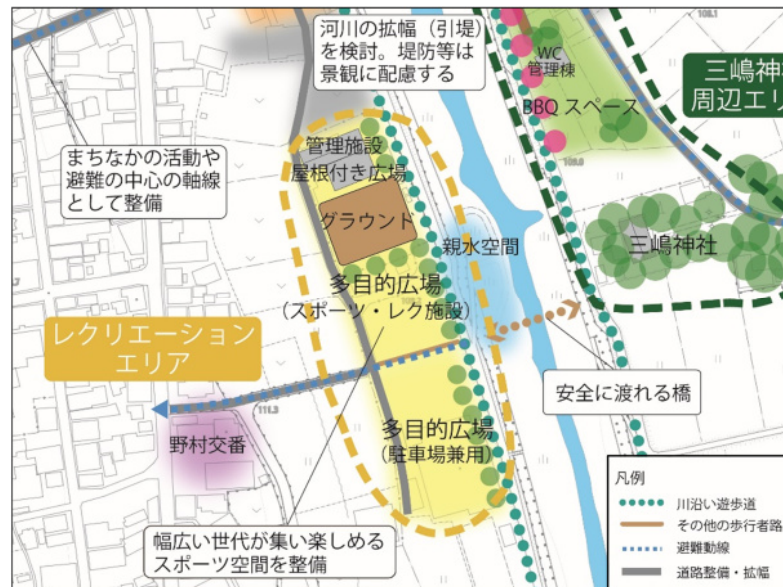 河川の拡幅（引堤）
を検討。堤防等は
景観に配慮する
108.1
WC
管理棟
BBQ スペース
三嶋神社
周辺エリ
109.0
まちなかの活動や
避難の中心の軸線
として整備
管理施設
屋根付き広場
グラウンド
親水空間
三嶋神社
多目的広場
（スポーツ・レク施設）
レクリエーション
エリア
安全に渡れる橋
111.3
野村交番
多目的広場
（駐車場兼用）
幅広い世代が集い楽しめる
スポーツ空間を整備
凡例
川沿い遊歩道
その他の歩行者路
避難動線
道路整備・拡幅